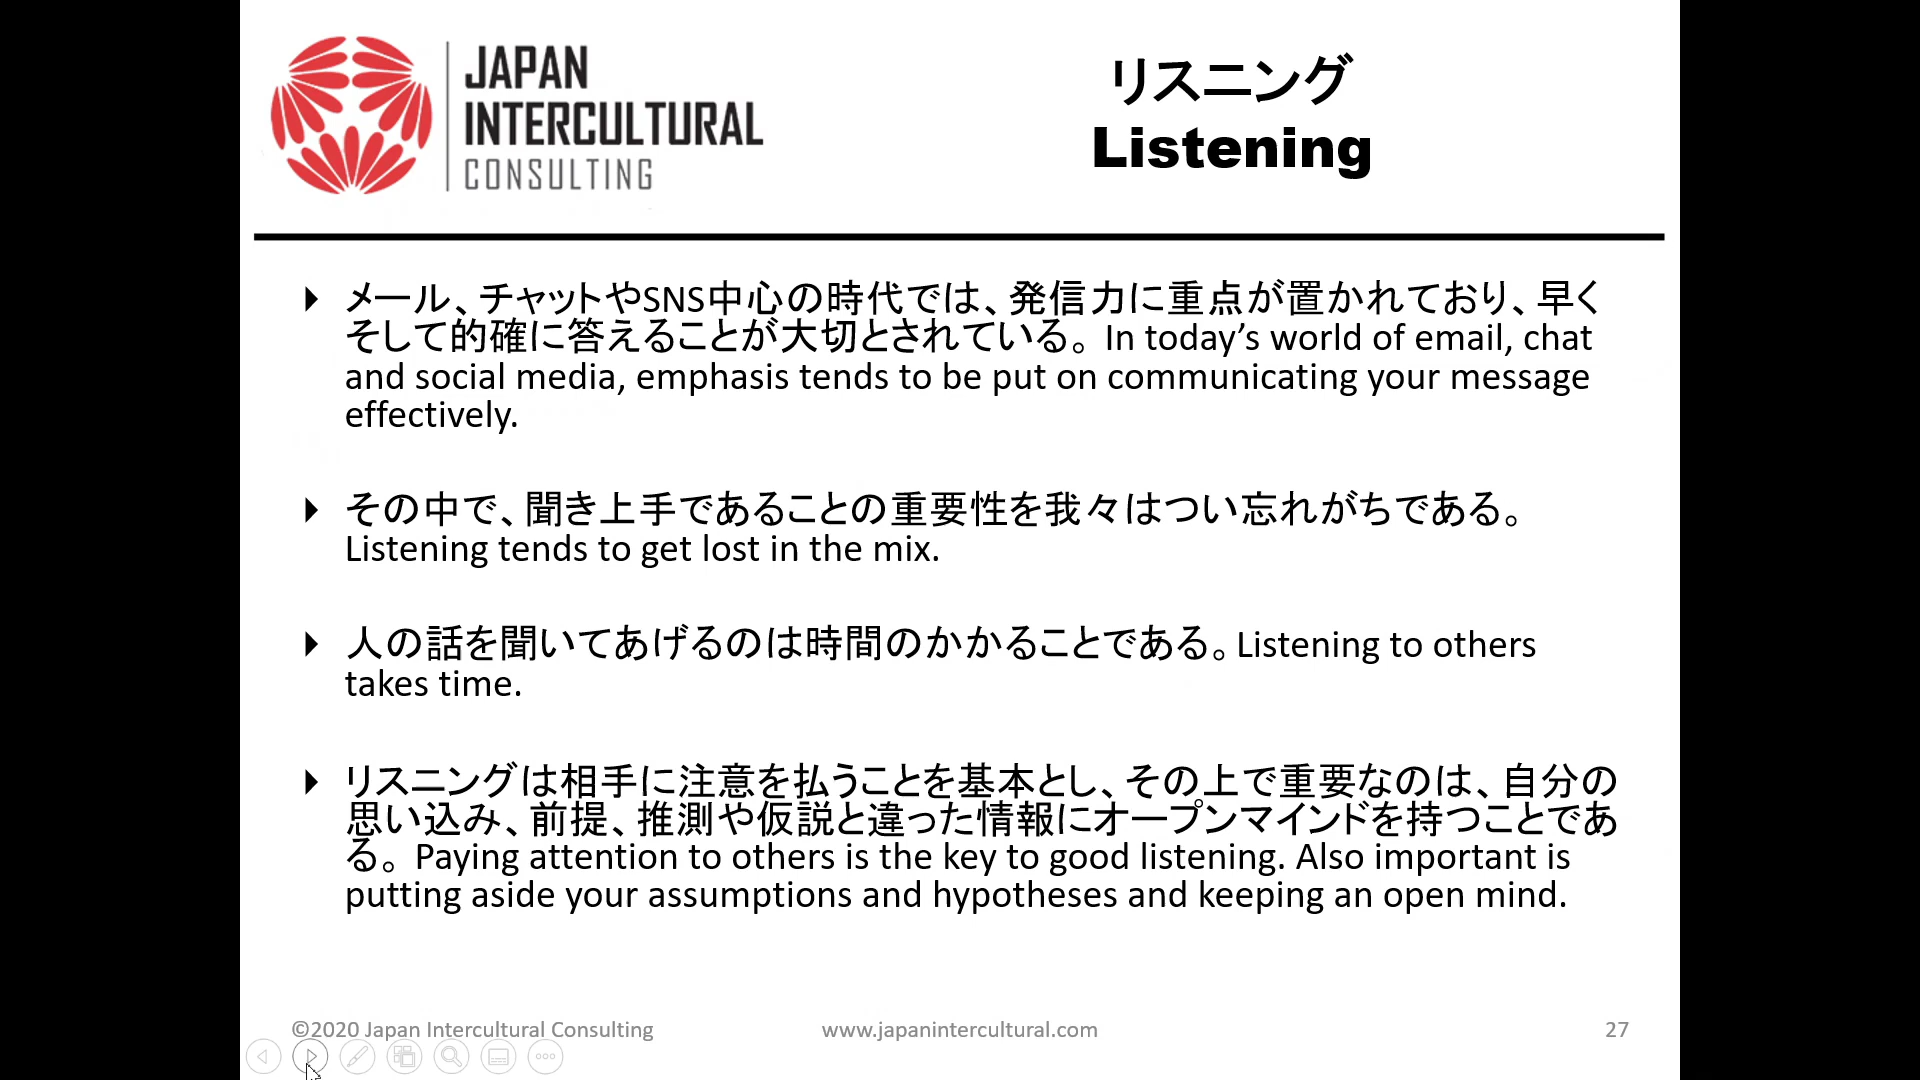 JAPAN
INTERCULTURAL
CONSULTING
リスニング
Listening
メール、チャットやSNS中心の時代では、発信力に重点が置かれており、早く
そして的確に答えることが大切とされている。 In today’s world of email, chat
and social media, emphasis tends to be put on communicating your message
effectively.
その中で、聞き上手であることの重要性を我々はつい忘れがちである。
Listening tends to get lost in the mix.
人の話を聞いてあげるのは時間のかかることである。Listening to others
takes time.
リスニングは相手に注意を払うことを基本とし、その上で重要なのは、自分の
思い込み、前提、推測や仮説と違った情報にオープンマインドを持つことであ
る。 Paying attention to others is the key to good listening. Also important is
putting aside your assumptions and hypotheses and keeping an open mind.
©2020 Japan Intercultural Consulting
www.japanintercultural.com
27